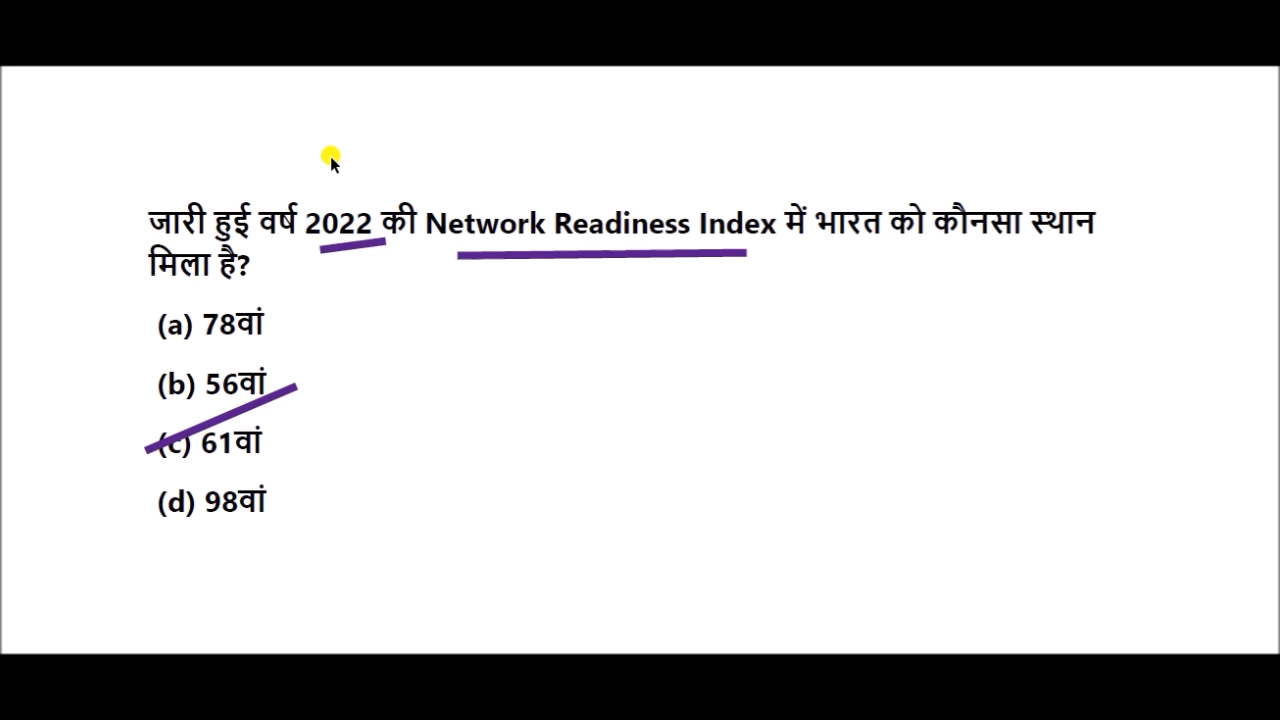 जारी हुई वर्ष 2022 की Network Readiness Index में भारत को कौनसा स्थान
मिला है?
(a) 78वां
(b) 56वां
(c) 61वां
(d) 98वां